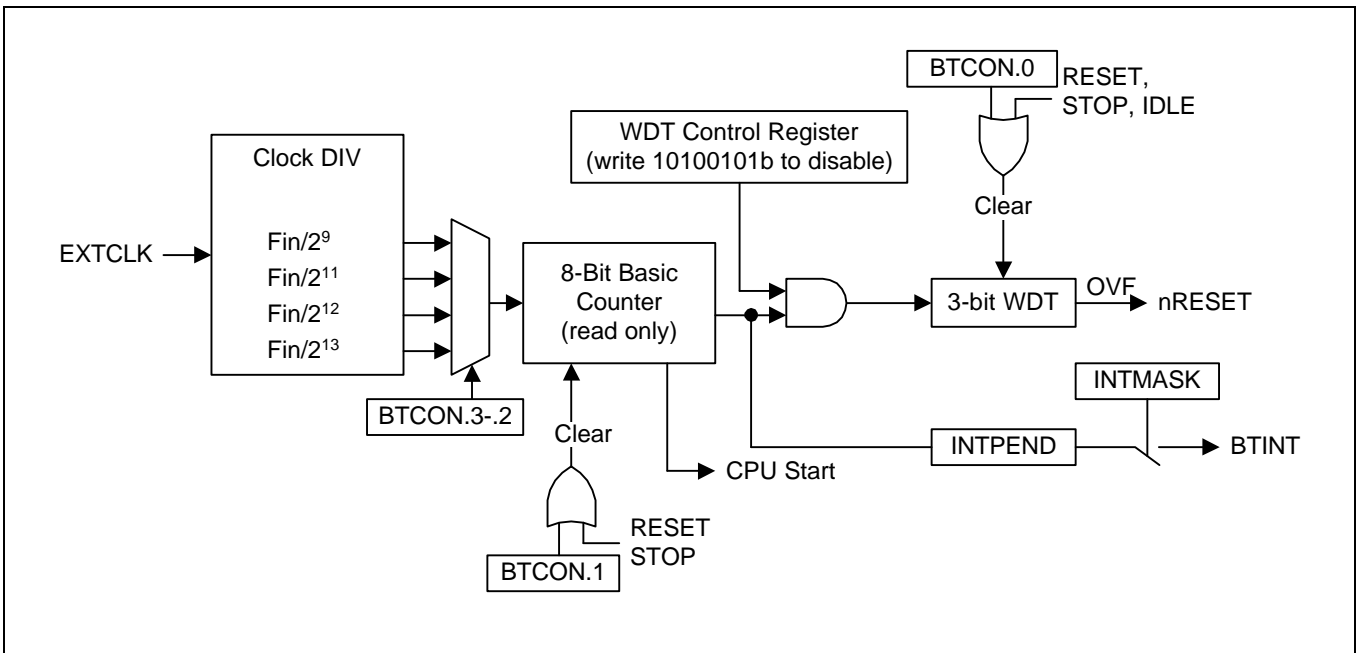 BTCON.0
RESET,
STOP, IDLE
WDT Control Register
(write 10100101b to disable)
Clock DIV
Clear
EXTCLK
Fin/2⁹
Fin/2¹¹
Fin/2¹²
Fin/2¹³
8-Bit Basic
Counter
(read only)
3-bit WDT
OVF
nRESET
BTCON.3-.2
INTMASK
Clear
INTPEND
BTINT
CPU Start
RESET
STOP
BTCON.1